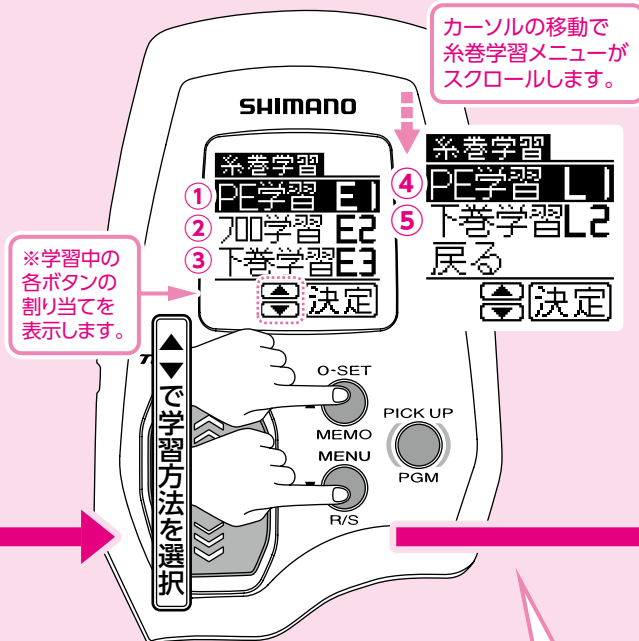 カーソルの移動で
糸巻学習メニューが
スクロールします。
SHIMANO
糸巻学習
① PE学習 E1
② フロロ学習 E2
③ 下巻学習E3
▲▼ 決定
糸巻学習
④ PE学習 L1
⑤ 下巻学習L2
戻る
▲▼ 決定
※学習中の
各ボタンの
割り当てを
表示します。
▲▼で学習方法を選択
O-SET
MEMO
MENU
R/S
PICK UP
PGM